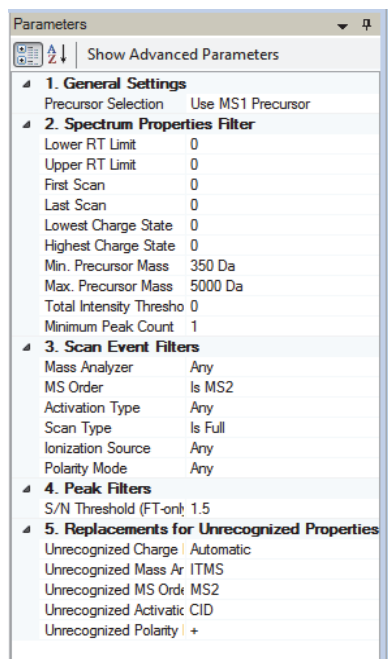 Parameters
Show Advanced Parameters
1. General Settings
Precursor Selection Use MS1 Precursor
2. Spectrum Properties Filter
Lower RT Limit 0
Upper RT Limit 0
First Scan 0
Last Scan 0
Lowest Charge State 0
Highest Charge State 0
Min. Precursor Mass 350 Da
Max. Precursor Mass 5000 Da
Total Intensity Thresho 0
Minimum Peak Count 1
3. Scan Event Filters
Mass Analyzer Any
MS Order Is MS2
Activation Type Any
Scan Type Is Full
Ionization Source Any
Polarity Mode Any
4. Peak Filters
S/N Threshold (FT-onl 1.5
5. Replacements for Unrecognized Properties
Unrecognized Charge Automatic
Unrecognized Mass Ar ITMS
Unrecognized MS Orde MS2
Unrecognized Activatic CID
Unrecognized Polarity +